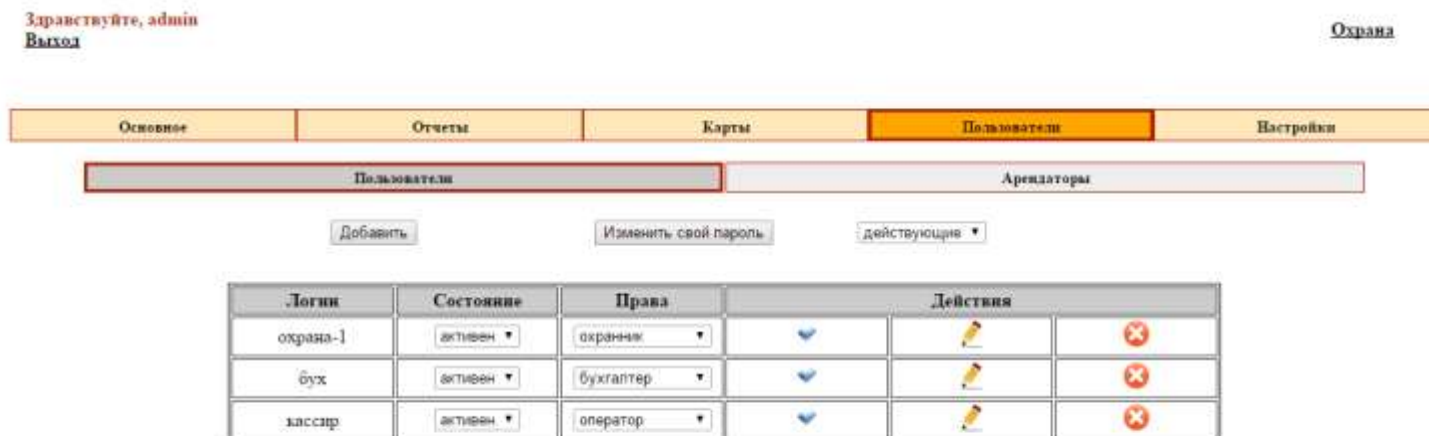 Здравствуйте, admin
Выход
Охрана
Основное Отчеты Карты Пользователи Настройки
Пользователи Арендаторы
Добавить Изменить свой пароль действующие
Логин Состояние Права Действия
охрана-1 активен охранник
бух активен бухгалтер
кассир активен оператор